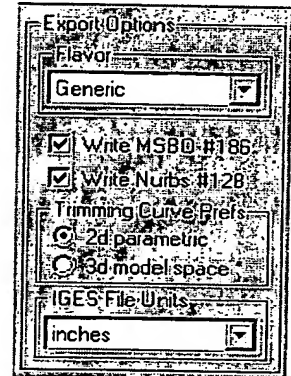 Export Options
Flavor
Generic
Write MSBO #186
Write Nurbs #128
Trimming Curve Prefs
2d parametric
3d model space
IGES File Units
inches